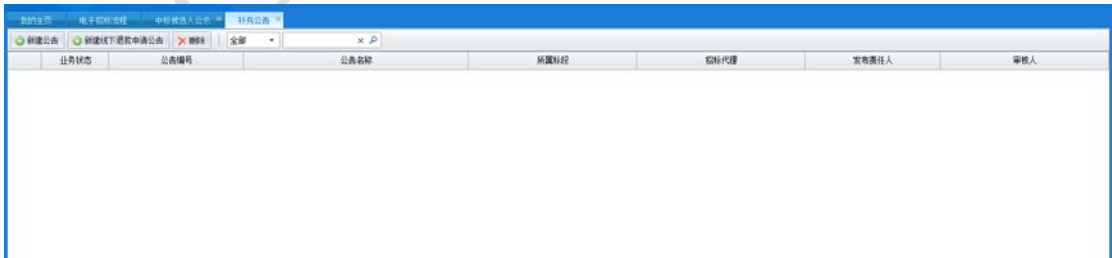 我的主页 电子招标流程 中标候选人公示 × 补充公告 ×
新建公告 新建线下退款申请公告 删除 全部 ×
业务状态 公告编号 公告名称 所属标段 招标代理 发布责任人 审核人